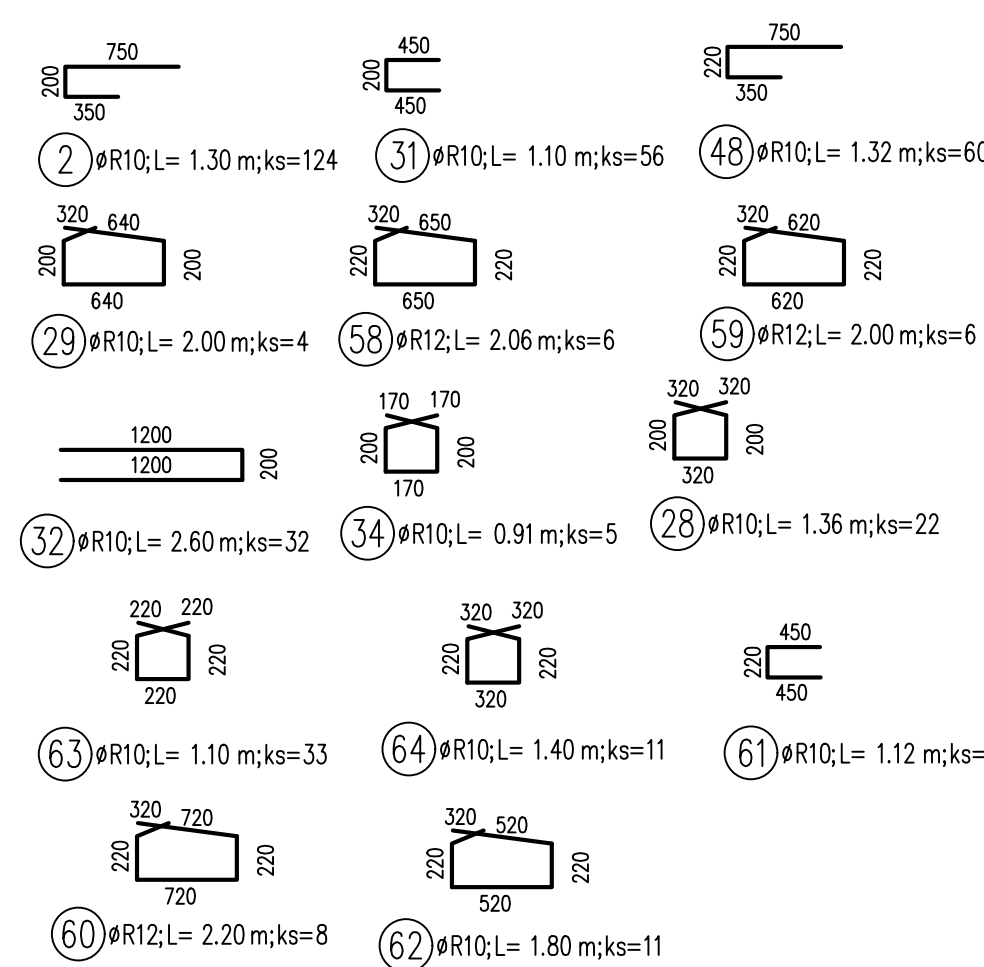 750
200
350
2 øR10;L= 1.30 m;ks=124
450
200
450
31 øR10;L= 1.10 m;ks=56
750
220
350
48 øR10;L= 1.32 m;ks=60
320 640
200 200
640
29 øR10;L= 2.00 m;ks=4
320 650
220 220
650
58 øR12;L= 2.06 m;ks=6
320 620
220 220
620
59 øR12;L= 2.00 m;ks=6
1200
1200 200
32 øR10;L= 2.60 m;ks=32
170 170
200 200
170
34 øR10;L= 0.91 m;ks=5
320 320
200 200
320
28 øR10;L= 1.36 m;ks=22
220 220
220 220
220
63 øR10;L= 1.10 m;ks=33
320 320
220 220
320
64 øR10;L= 1.40 m;ks=11
450
220
450
61 øR10;L= 1.12 m;ks=
320 720
220 220
720
60 øR12;L= 2.20 m;ks=8
320 520
220 220
520
62 øR10;L= 1.80 m;ks=11